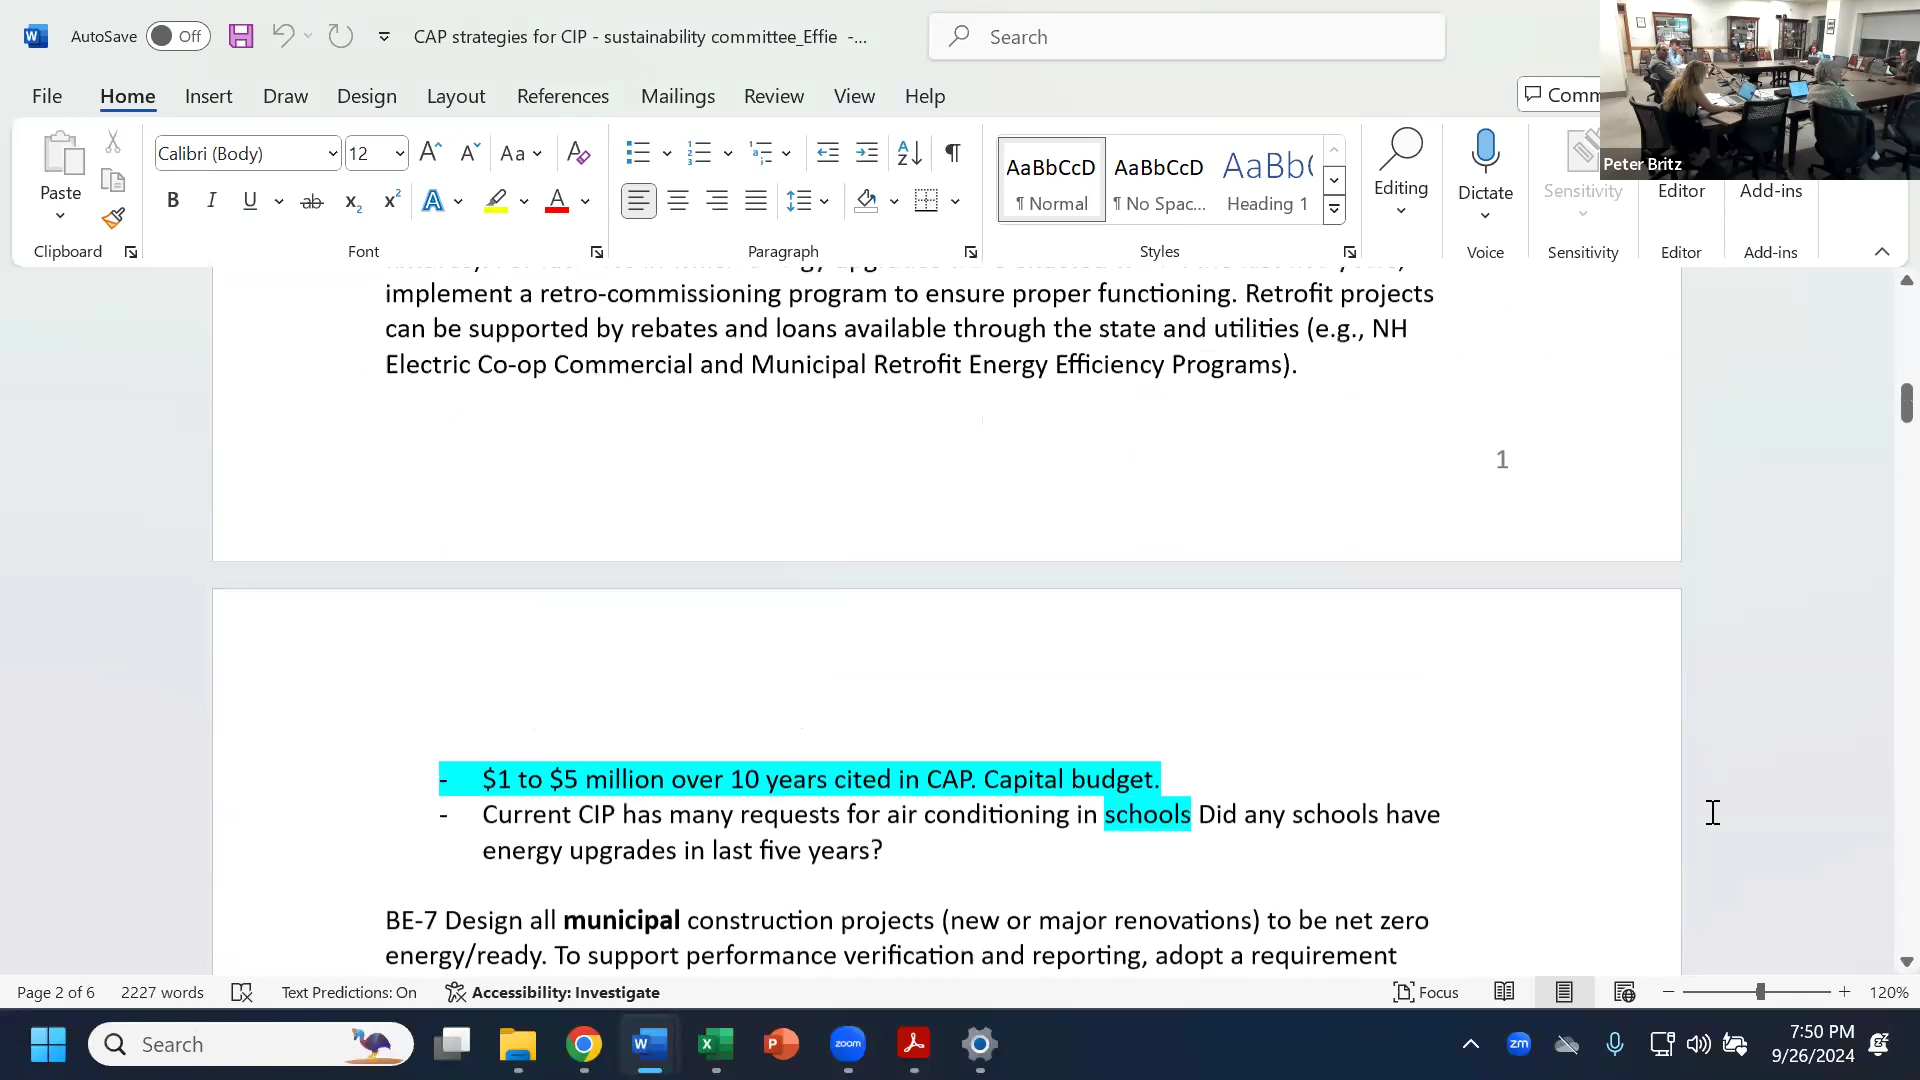 AutoSave Off CAP strategies for CIP - sustainability committee_Effie -... Search
File Home Insert Draw Design Layout References Mailings Review View Help Comm
Calibri (Body) 12 Aa AaBbCcD AaBbCcD AaBb(
Paste Editing Dictate Sensitivity Editor Add-ins
Peter Britz
¶ Normal ¶ No Spac... Heading 1
Clipboard Font Paragraph Styles Voice Sensitivity Editor Add-ins
implement a retro-commissioning program to ensure proper functioning. Retrofit projects
can be supported by rebates and loans available through the state and utilities (e.g., NH
Electric Co-op Commercial and Municipal Retrofit Energy Efficiency Programs).
1
- $1 to $5 million over 10 years cited in CAP. Capital budget.
- Current CIP has many requests for air conditioning in schools Did any schools have
energy upgrades in last five years?
BE-7 Design all municipal construction projects (new or major renovations) to be net zero
energy/ready. To support performance verification and reporting, adopt a requirement
Page 2 of 6 2227 words Text Predictions: On Accessibility: Investigate Focus 120%
Search zoom zm 7:50 PM
9/26/2024